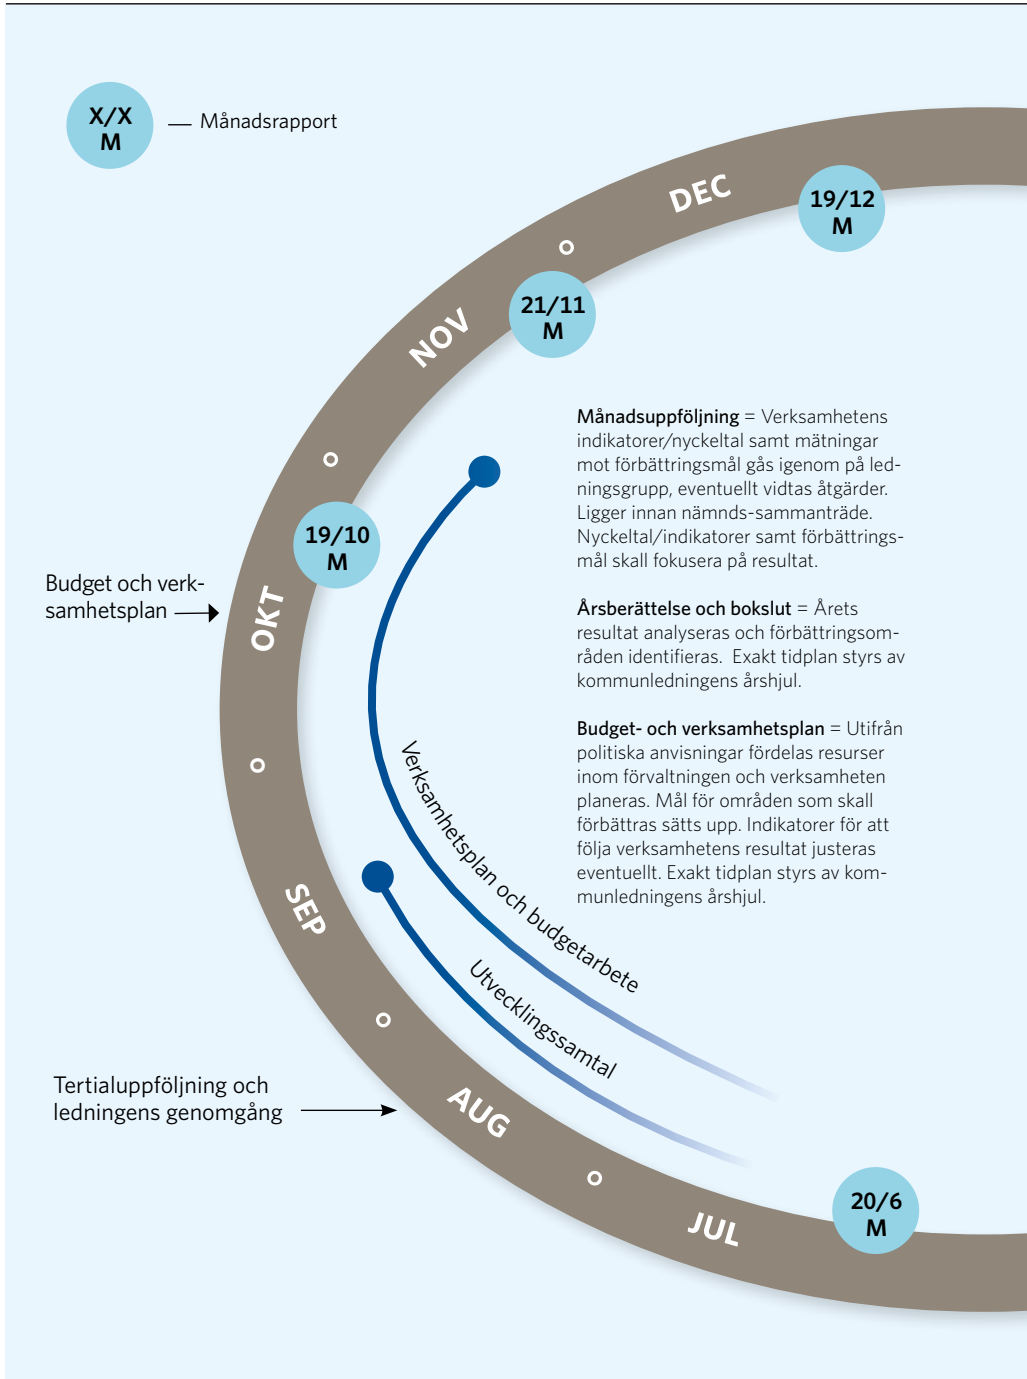 X/X
M
Månadsrapport
DEC
19/12
M
21/11
M
NOV
Månadsuppföljning = Verksamhetens
indikatorer/nyckeltal samt mätningar
mot förbättringsmål gås igenom på led-
ningsgrupp, eventuellt vidtas åtgärder.
Ligger innan nämnds-sammanträde.
Nyckeltal/indikatorer samt förbättrings-
mål skall fokusera på resultat.
19/10
M
Budget och verk-
samhetsplan
OKT
Årsberättelse och bokslut = Årets
resultat analyseras och förbättringsom-
råden identifieras. Exakt tidplan styrs av
kommunledningens årshjul.
Budget- och verksamhetsplan = Utifrån
politiska anvisningar fördelas resurser
inom förvaltningen och verksamheten
planeras. Mål för områden som skall
förbättras sätts upp. Indikatorer för att
följa verksamhetens resultat justeras
eventuellt. Exakt tidplan styrs av kom-
munledningens årshjul.
Verksamhetsplan och budgetarbete
SEP
Utvecklingssamtal
Tertialuppföljning och
ledningens genomgång
AUG
JUL
20/6
M